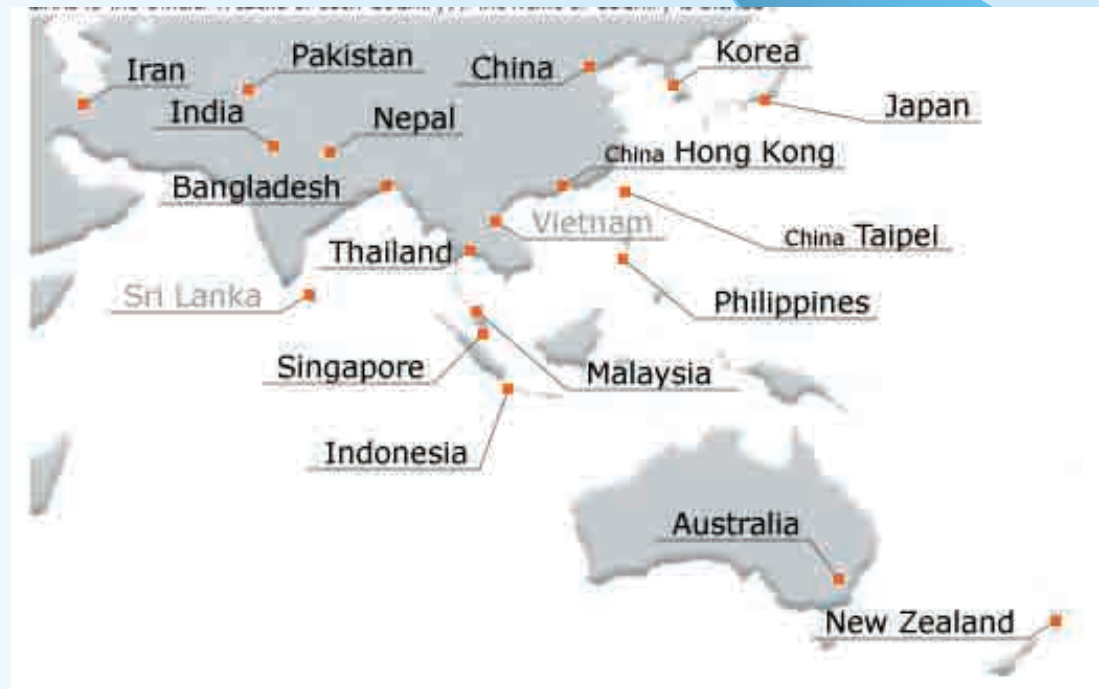 Pakistan
Korea
Iran
China
Japan
India
Nepal
China Hong Kong
Bangladesh
Vietnam
China Taipei
Thailand
Sri Lanka
Philippines
Singapore
Malaysia
Indonesia
Australia
New Zealand